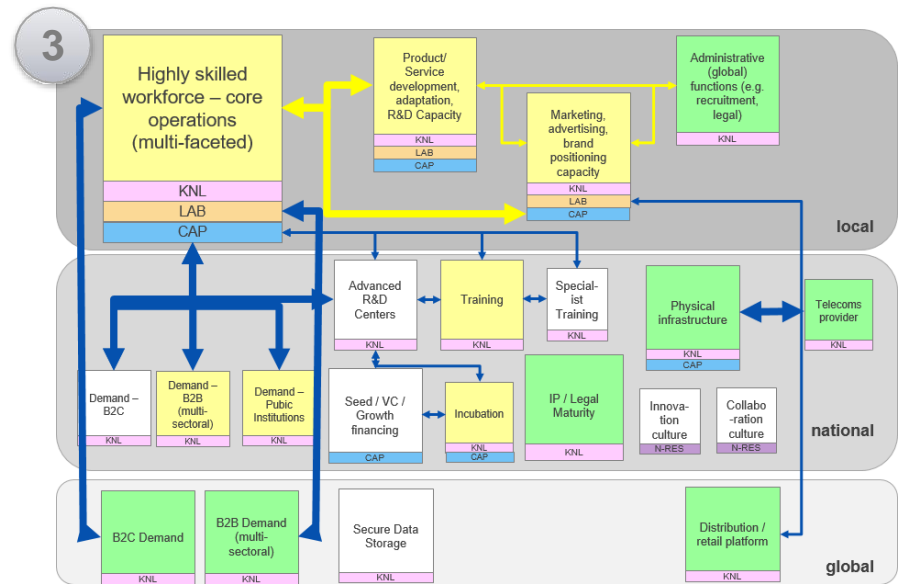 3
Highly skilled
workforce – core
operations
(multi-faceted)
KNL
LAB
CAP
Product/
Service
development,
adaptation,
R&D Capacity
KNL
LAB
CAP
Marketing,
advertising,
brand
positioning
capacity
KNL
LAB
CAP
Administrative
(global)
functions (e.g.
recruitment,
legal)
KNL
local
Advanced
R&D
Centers
KNL
Training
KNL
Special-
ist
Training
KNL
Physical
infrastructure
KNL
CAP
Telecoms
provider
KNL
Demand –
B2C
KNL
Demand –
B2B
(multi-
sectoral)
KNL
Demand –
Pubic
Institutions
KNL
Seed / VC /
Growth
financing
CAP
Incubation
KNL
CAP
IP / Legal
Maturity
KNL
Innova-
tion
culture
N-RES
Collabo
-ration
culture
N-RES
national
B2C Demand
KNL
B2B Demand
(multi-
sectoral)
KNL
Secure Data
Storage
KNL
Distribution /
retail platform
KNL
global